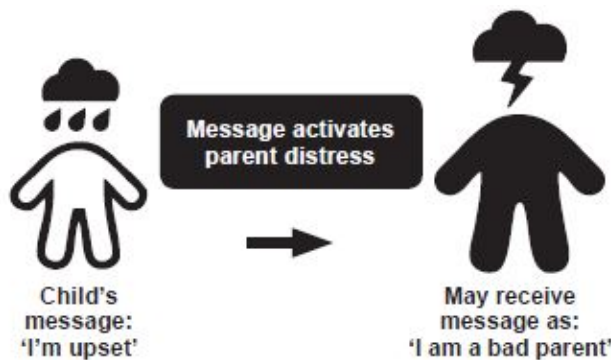 Message activates
parent distress
Child's
message:
'I'm upset'
May receive
message as:
'I am a bad parent'